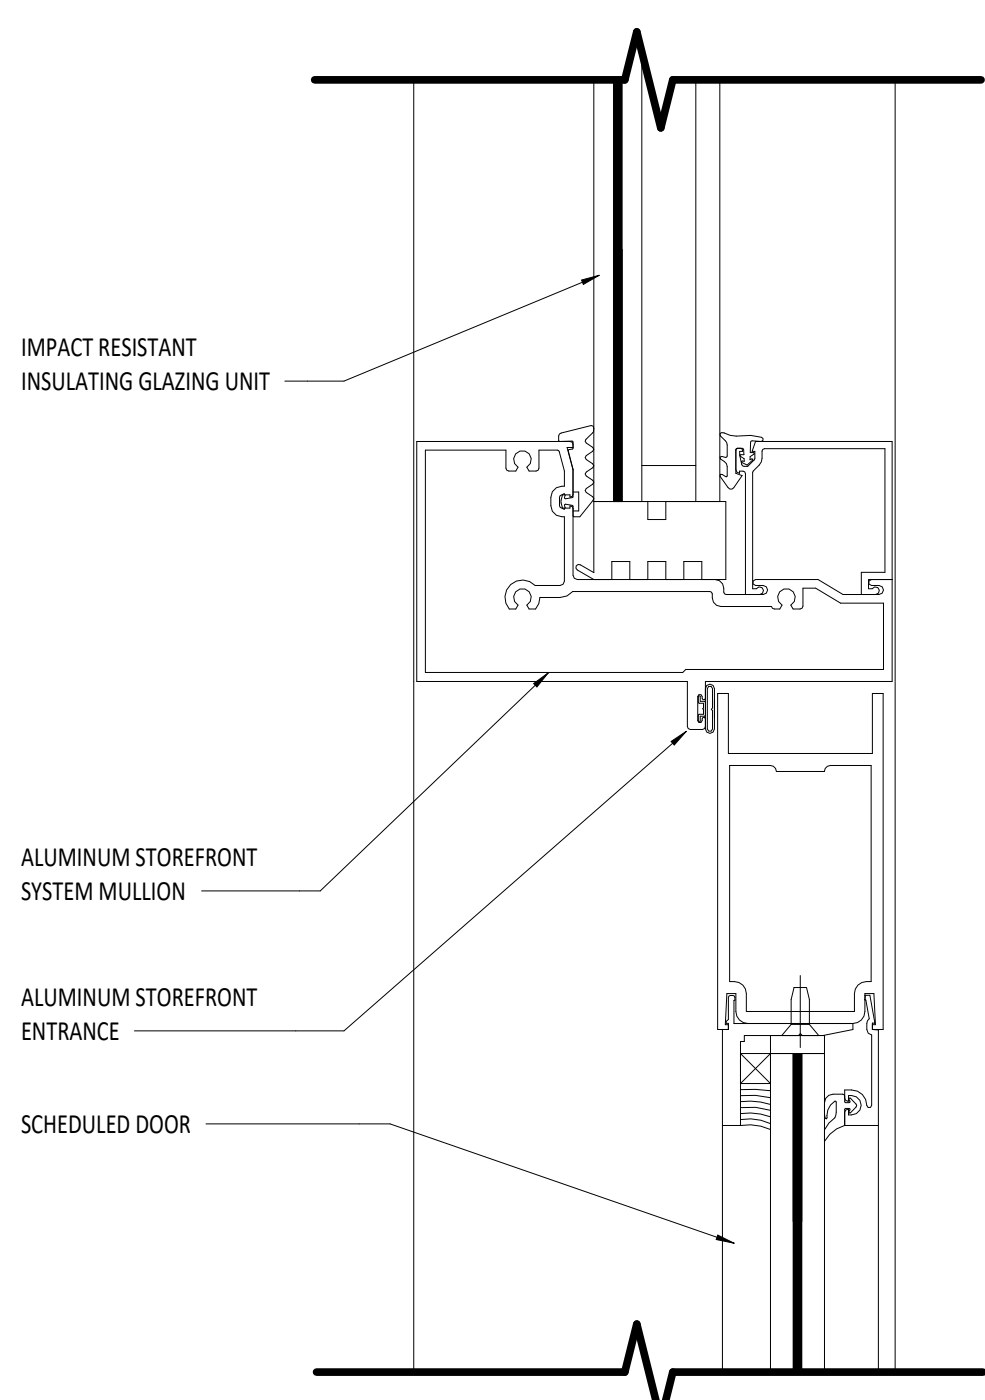 IMPACT RESISTANT
INSULATING GLAZING UNIT
ALUMINUM STOREFRONT
SYSTEM MULLION
ALUMINUM STOREFRONT
ENTRANCE
SCHEDULED DOOR